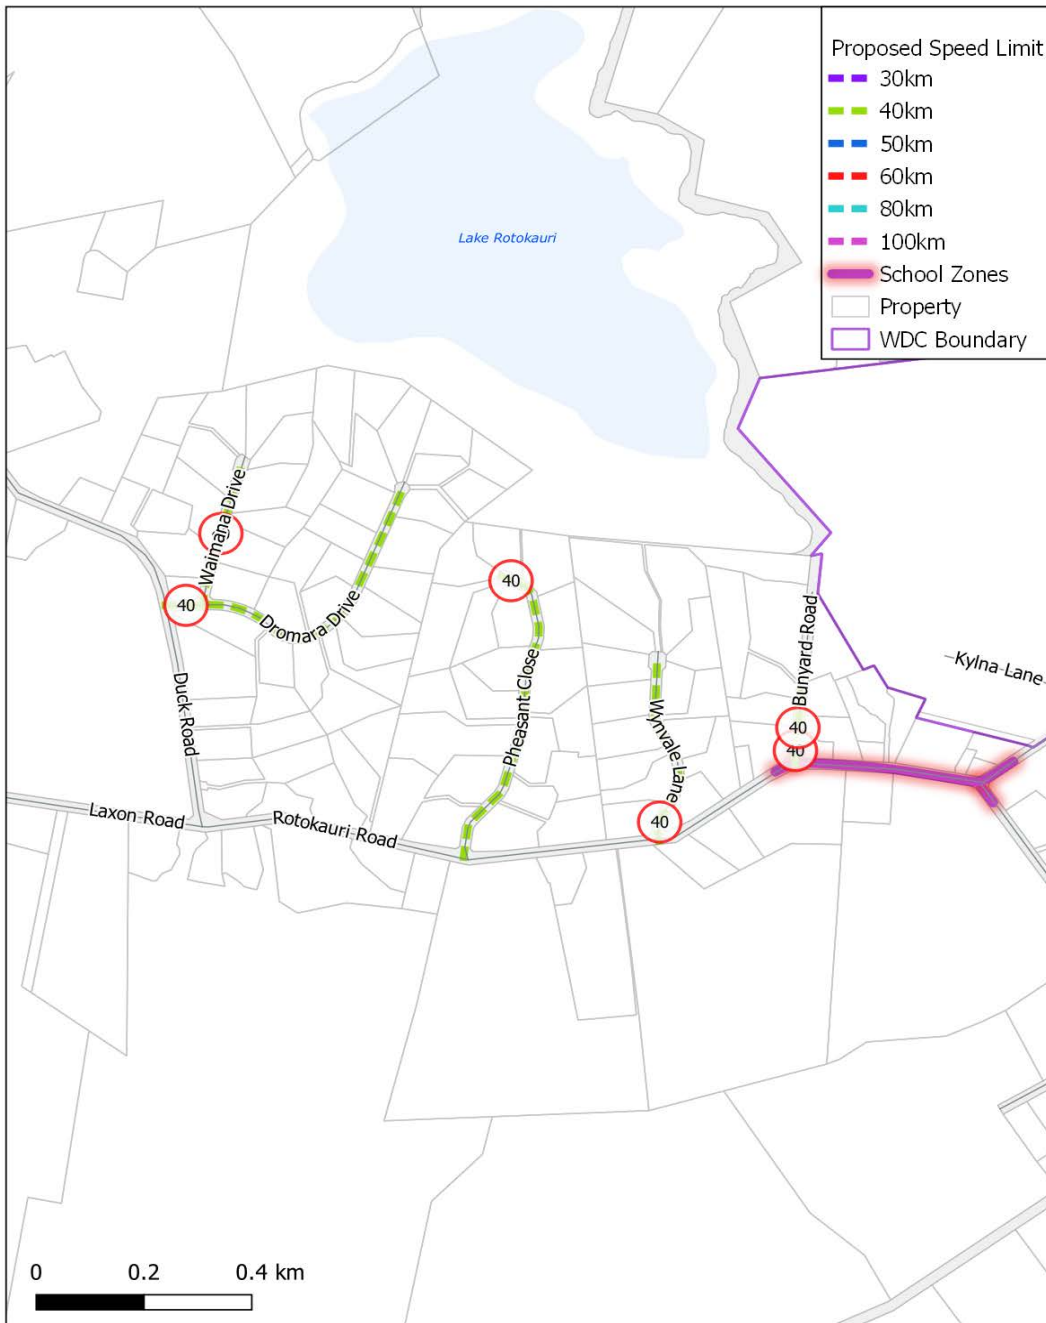 Proposed Speed Limit
30km
40km
50km
60km
80km
100km
School Zones
Property
WDC Boundary
Lake Rotokauri
Waimana Drive
40
Dromara Drive
40
Pheasant Close
Wynvale Lane
Bunyard Road
Kylna Lane
40
40
40
Duck Road
Laxon Road
Rotokauri Road
0 0.2 0.4 km